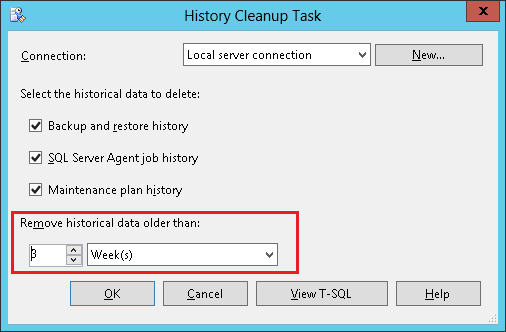 History Cleanup Task
Connection: Local server connection New...
Select the historical data to delete:
Backup and restore history
SQL Server Agent job history
Maintenance plan history
Remove historical data older than:
3 Week(s)
OK Cancel View T-SQL Help